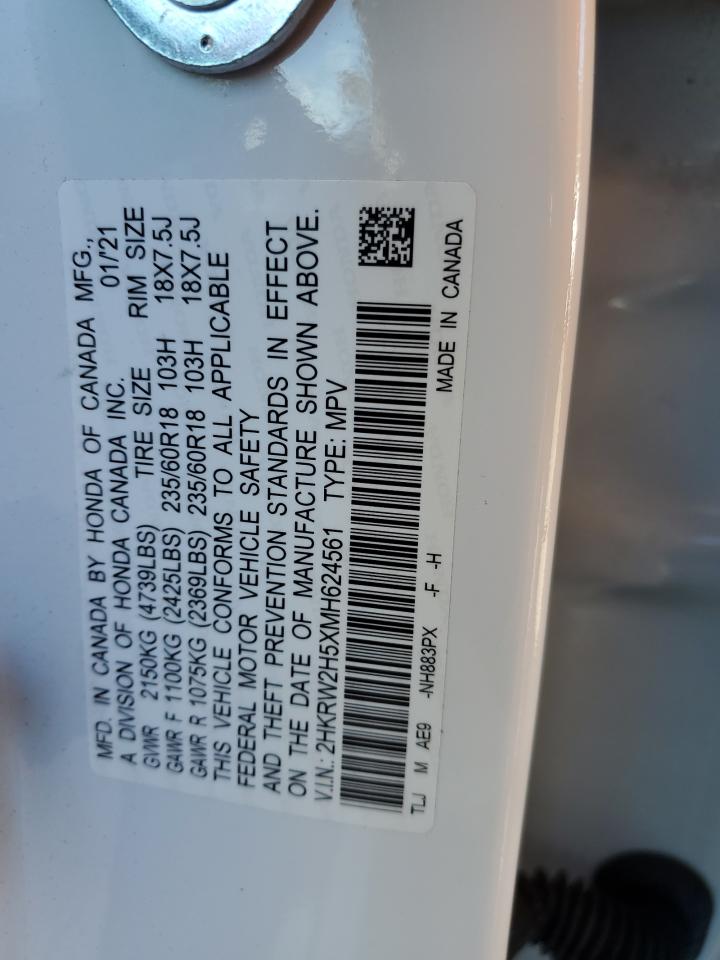 MFD. IN CANADA BY HONDA OF CANADA MFG.,
A DIVISION OF HONDA CANADA INC. 01/'21
GVWR 2150KG (4739LBS) TIRE SIZE RIM SIZE
GAWR F 1100KG (2425LBS) 235/60R18 103H 18X7.5J
GAWR R 1075KG (2369LBS) 235/60R18 103H 18X7.5J
THIS VEHICLE CONFORMS TO ALL APPLICABLE
FEDERAL MOTOR VEHICLE SAFETY
AND THEFT PREVENTION STANDARDS IN EFFECT
ON THE DATE OF MANUFACTURE SHOWN ABOVE.
V.I.N.: 2HKRW2H5XMH624561 TYPE: MPV
TLJ M AE9 -NH883PX -F -H
MADE IN CANADA